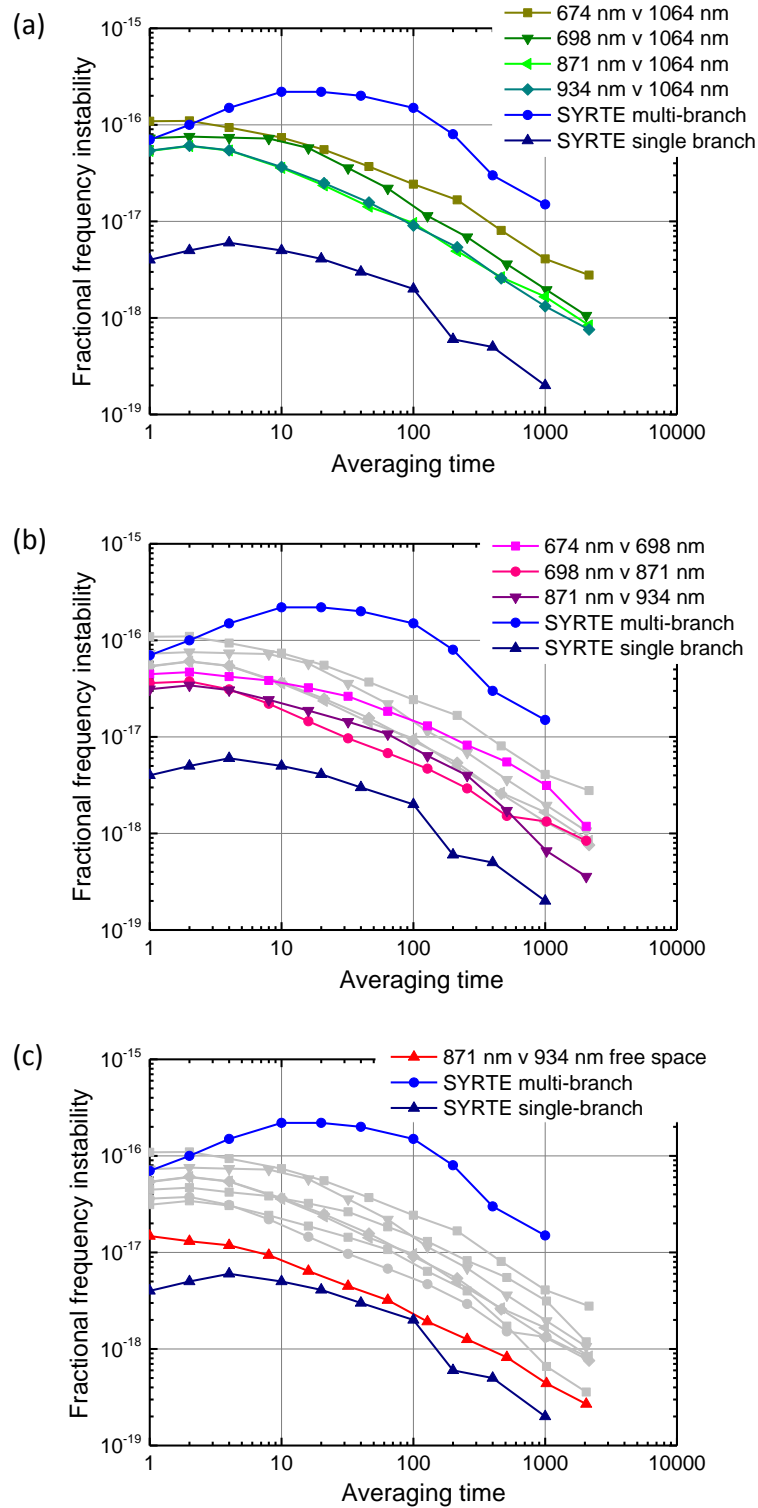 (a)
10⁻¹⁵
10⁻¹⁶
10⁻¹⁷
10⁻¹⁸
10⁻¹⁹
Fractional frequency instability
674 nm v 1064 nm
698 nm v 1064 nm
871 nm v 1064 nm
934 nm v 1064 nm
SYRTE multi-branch
SYRTE single branch
1 10 100 1000 10000
Averaging time
(b)
10⁻¹⁵
10⁻¹⁶
10⁻¹⁷
10⁻¹⁸
10⁻¹⁹
Fractional frequency instability
674 nm v 698 nm
698 nm v 871 nm
871 nm v 934 nm
SYRTE multi-branch
SYRTE single branch
1 10 100 1000 10000
Averaging time
(c)
10⁻¹⁵
10⁻¹⁶
10⁻¹⁷
10⁻¹⁸
10⁻¹⁹
Fractional frequency instability
871 nm v 934 nm free space
SYRTE multi-branch
SYRTE single-branch
1 10 100 1000 10000
Averaging time